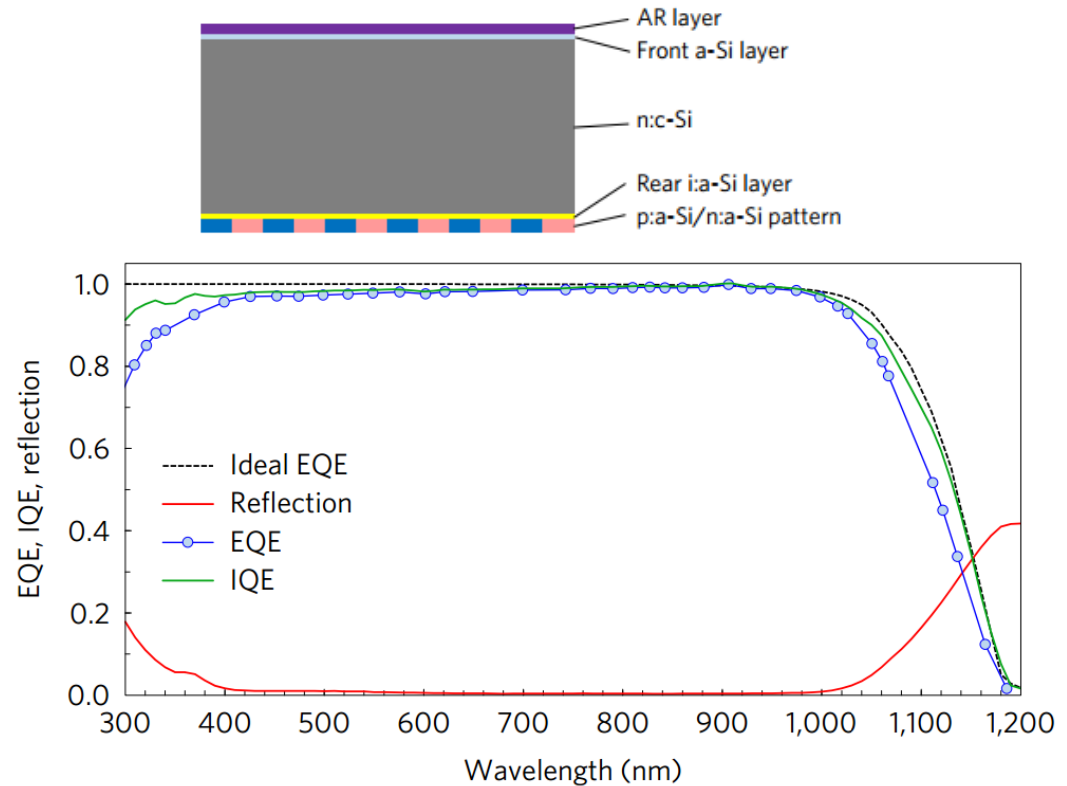 AR layer
Front a-Si layer
n:c-Si
Rear i:a-Si layer
p:a-Si/n:a-Si pattern
EQE, IQE, reflection
1.0
0.8
0.6
0.4
0.2
0.0
Ideal EQE
Reflection
EQE
IQE
300 400 500 600 700 800 900 1,000 1,100 1,200
Wavelength (nm)